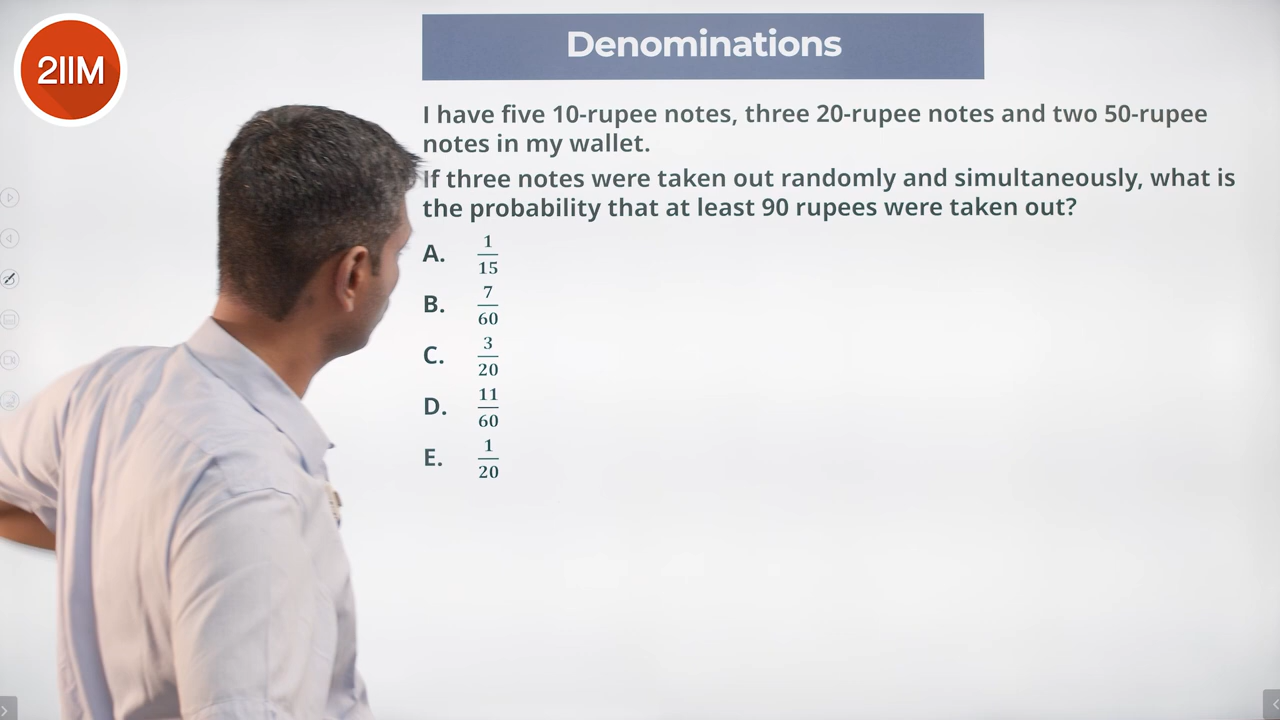 2IIM
Denominations
I have five 10-rupee notes, three 20-rupee notes and two 50-rupee
notes in my wallet.
If three notes were taken out randomly and simultaneously, what is
the probability that at least 90 rupees were taken out?
A. 1/15
B. 7/60
C. 3/20
D. 11/60
E. 1/20